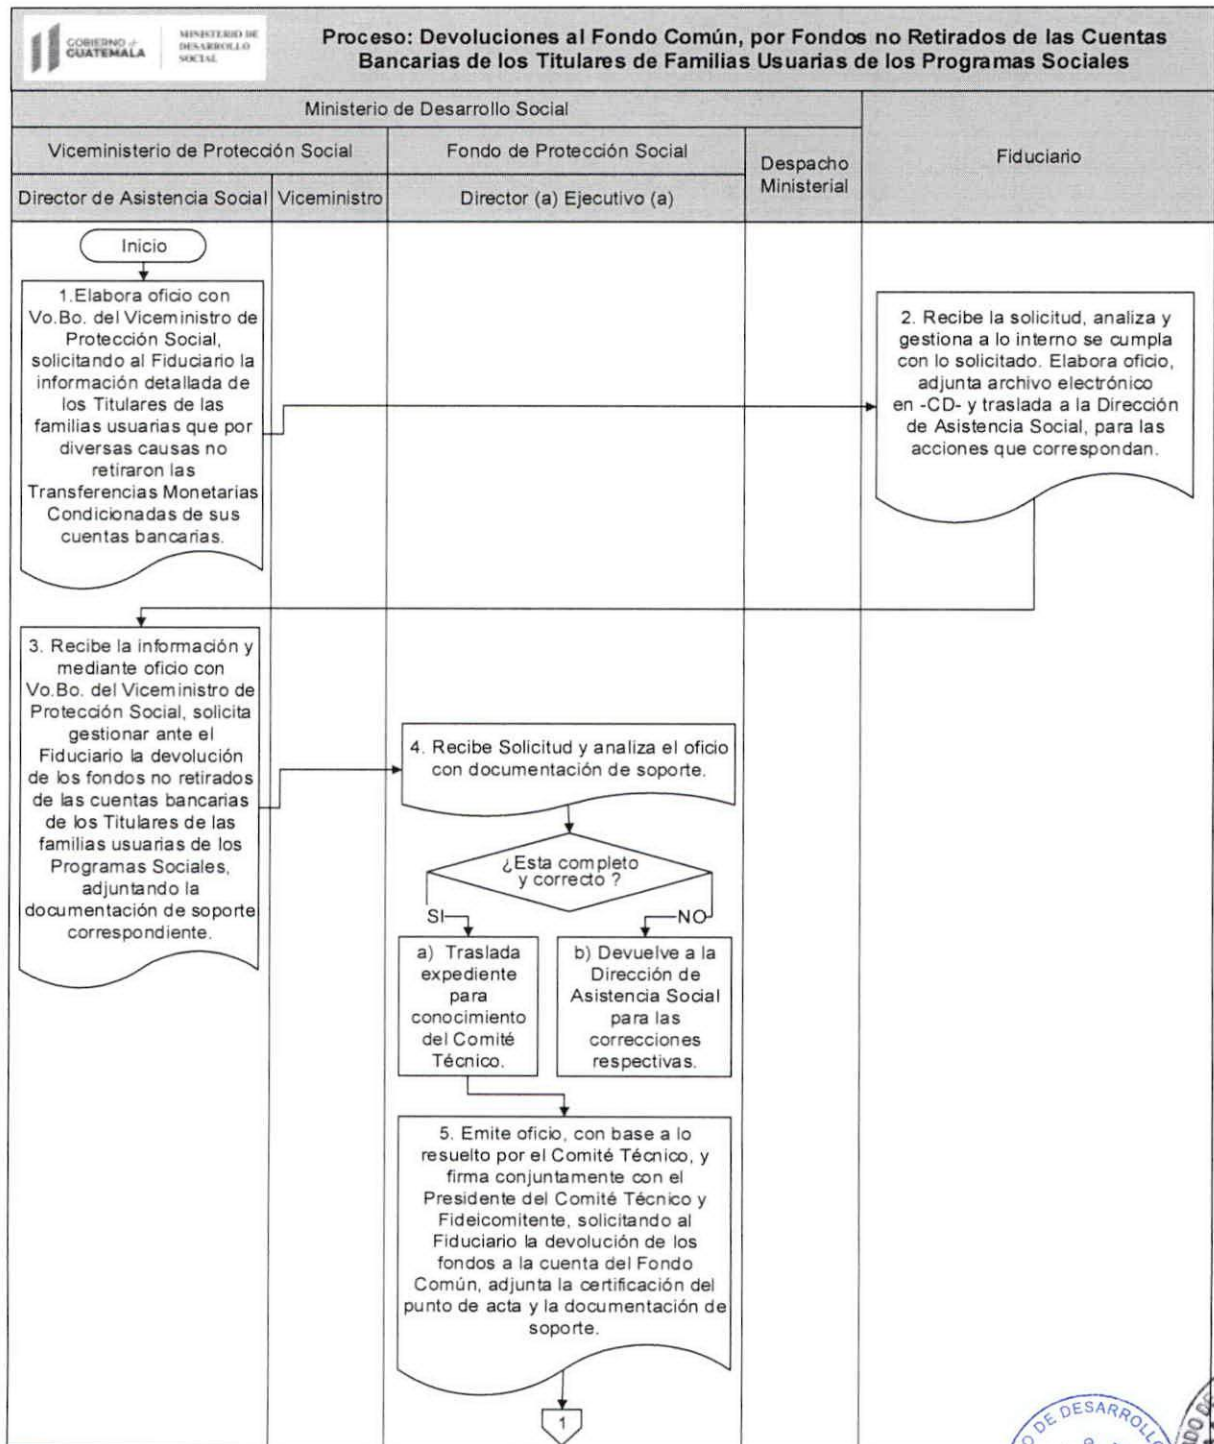 GOBIERNO de
GUATEMALA
MINISTERIO DE
DESARROLLO
SOCIAL
Proceso: Devoluciones al Fondo Común, por Fondos no Retirados de las Cuentas
Bancarias de los Titulares de Familias Usuarias de los Programas Sociales
Ministerio de Desarrollo Social
Viceministerio de Protección Social
Fondo de Protección Social
Despacho
Ministerial
Fiduciario
Director de Asistencia Social
Viceministro
Director (a) Ejecutivo (a)
Inicio
1.Elabora oficio con
Vo.Bo. del Viceministro de
Protección Social,
solicitando al Fiduciario la
información detallada de
los Titulares de las
familias usuarias que por
diversas causas no
retiraron las
Transferencias Monetarias
Condicionadas de sus
cuentas bancarias.
2. Recibe la solicitud, analiza y
gestiona a lo interno se cumpla
con lo solicitado. Elabora oficio,
adjunta archivo electrónico
en -CD- y traslada a la Dirección
de Asistencia Social, para las
acciones que correspondan.
3. Recibe la información y
mediante oficio con
Vo.Bo. del Viceministro de
Protección Social, solicita
gestionar ante el
Fiduciario la devolución
de los fondos no retirados
de las cuentas bancarias
de los Titulares de las
familias usuarias de los
Programas Sociales,
adjuntando la
documentación de soporte
correspondiente.
4. Recibe Solicitud y analiza el oficio
con documentación de soporte.
¿Esta completo
y correcto ?
SI
NO
a) Traslada
expediente
para
conocimiento
del Comité
Técnico.
b) Devuelve a la
Dirección de
Asistencia Social
para las
correcciones
respectivas.
5. Emite oficio, con base a lo
resuelto por el Comité Técnico, y
firma conjuntamente con el
Presidente del Comité Técnico y
Fideicomitente, solicitando al
Fiduciario la devolución de los
fondos a la cuenta del Fondo
Común, adjunta la certificación del
punto de acta y la documentación de
soporte.
1
DE DESARROLLO